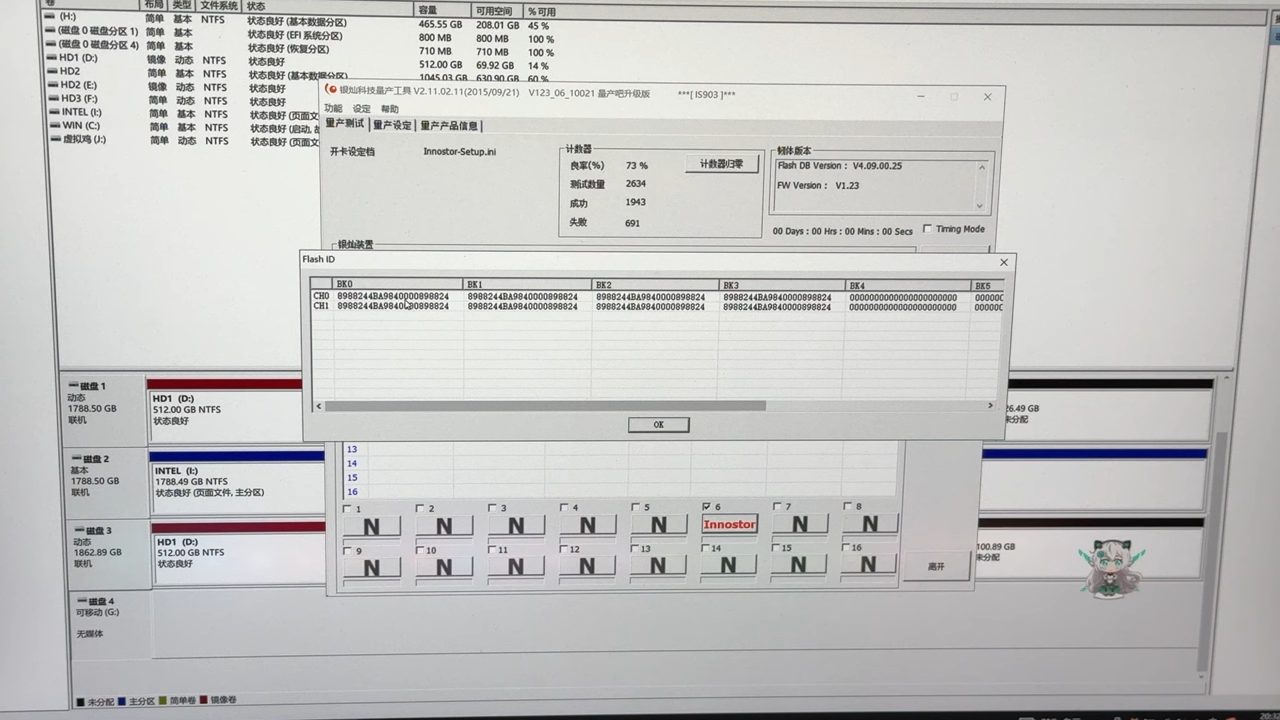 卷 布局 类型 文件系统 状态 容量 可用空间 % 可用
(H:) 简单 基本 NTFS 状态良好 (基本数据分区) 465.55 GB 208.01 GB 45 %
(磁盘 0 磁盘分区 1) 简单 基本 状态良好 (EFI 系统分区) 800 MB 800 MB 100 %
(磁盘 0 磁盘分区 4) 简单 基本 状态良好 (恢复分区) 710 MB 710 MB 100 %
HD1 (D:) 镜像 动态 NTFS 状态良好 512.00 GB 69.92 GB 14 %
HD2 简单 基本 NTFS 状态良好 (基本数据分区) 1045.03 GB 630.90 GB 60 %
HD2 (E:) 镜像 动态 NTFS 状态良好
HD3 (F:) 简单 动态 NTFS 状态良好
INTEL (I:) 简单 基本 NTFS 状态良好 (页面文
WIN (C:) 简单 基本 NTFS 状态良好 (启动, 故
虚拟鸡 (J:) 简单 动态 NTFS 状态良好 (页面文
银灿科技量产工具 V2.11.02.11(2015/09/21) V123_06_10021 量产吧升级版 ***[ IS903 ]***
功能 设定 帮助
量产测试 量产设定 量产产品信息
开卡设定档 Innostor-Setup.ini
计数器
良率(%) 73 %
计数器归零
测试数量 2634
成功 1943
失败 691
韧体版本
Flash DB Version : V4.09.00.25
FW Version : V1.23
00 Days : 00 Hrs : 00 Mins : 00 Secs
Timing Mode
银灿装置
Flash ID
BK0 BK1 BK2 BK3 BK4 BK5
CH0 8988244BA9840000898824 8988244BA9840000898824 8988244BA9840000898824 8988244BA9840000898824 0000000000000000000000 00000C
CH1 8988244BA9840000898824 8988244BA9840000898824 8988244BA9840000898824 8988244BA9840000898824 0000000000000000000000 00000C
OK
13
14
15
16
1 2 3 4 5 6 7 8
N N N N N Innostor N N
9 10 11 12 13 14 15 16
N N N N N N N N
离开
磁盘 1
动态
1788.50 GB
联机
HD1 (D:)
512.00 GB NTFS
状态良好
26.49 GB
未分配
磁盘 2
基本
1788.50 GB
联机
INTEL (I:)
1788.49 GB NTFS
状态良好 (页面文件, 主分区)
磁盘 3
动态
1862.89 GB
联机
HD1 (D:)
512.00 GB NTFS
状态良好
100.89 GB
未分配
磁盘 4
可移动 (G:)
无媒体
未分配 主分区 简单卷 镜像卷